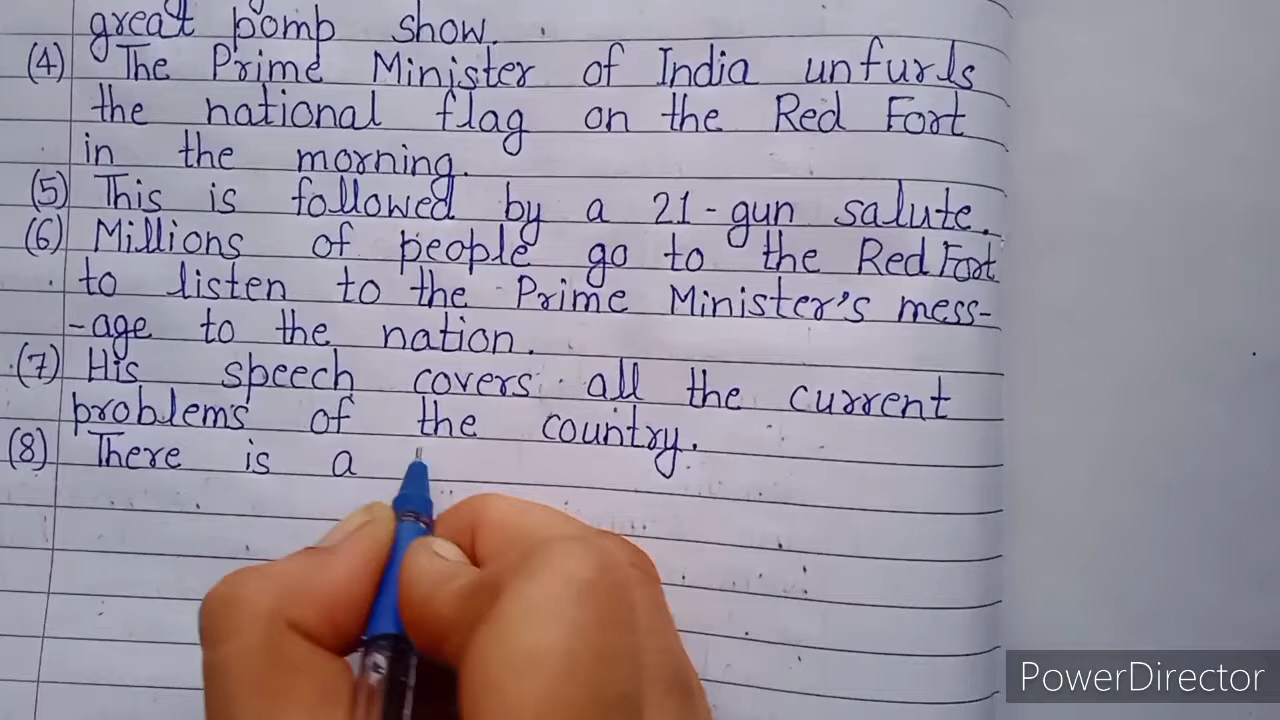 great pomp show.
(4) The Prime Minister of India unfurls
the national flag on the Red Fort
in the morning.
(5) This is followed by a 21-gun salute.
(6) Millions of people go to the Red Fort
to listen to the Prime Minister's mess-
-age to the nation.
(7) His speech covers all the current
problems of the country.
(8) There is a
PowerDirector